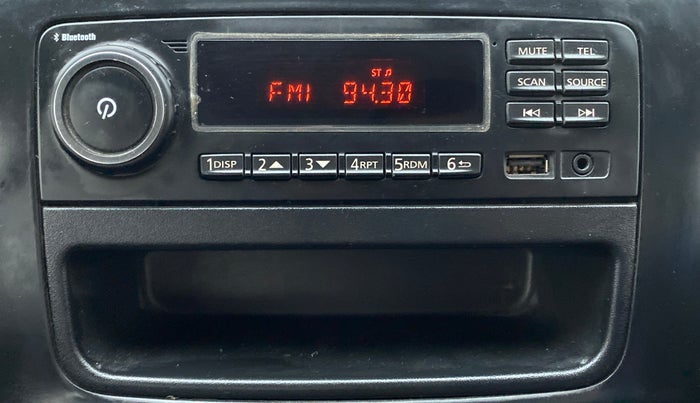 Bluetooth
ST
FM1 94.30
MUTE TEL
SCAN SOURCE
1DISP 2 3 4RPT 5RDM 6